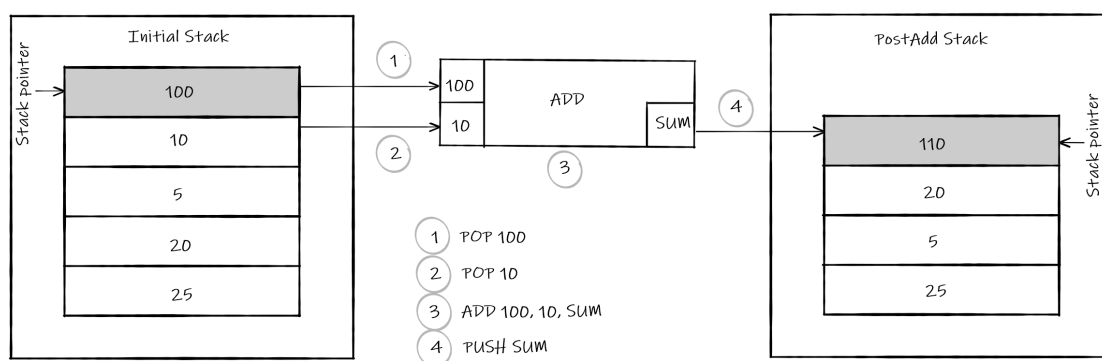 Initial Stack
Stack pointer
100
10
5
20
25
1
2
100
10
ADD
SUM
3
4
1 POP 100
2 POP 10
3 ADD 100, 10, SUM
4 PUSH SUM
PostAdd Stack
110
20
5
25
Stack pointer